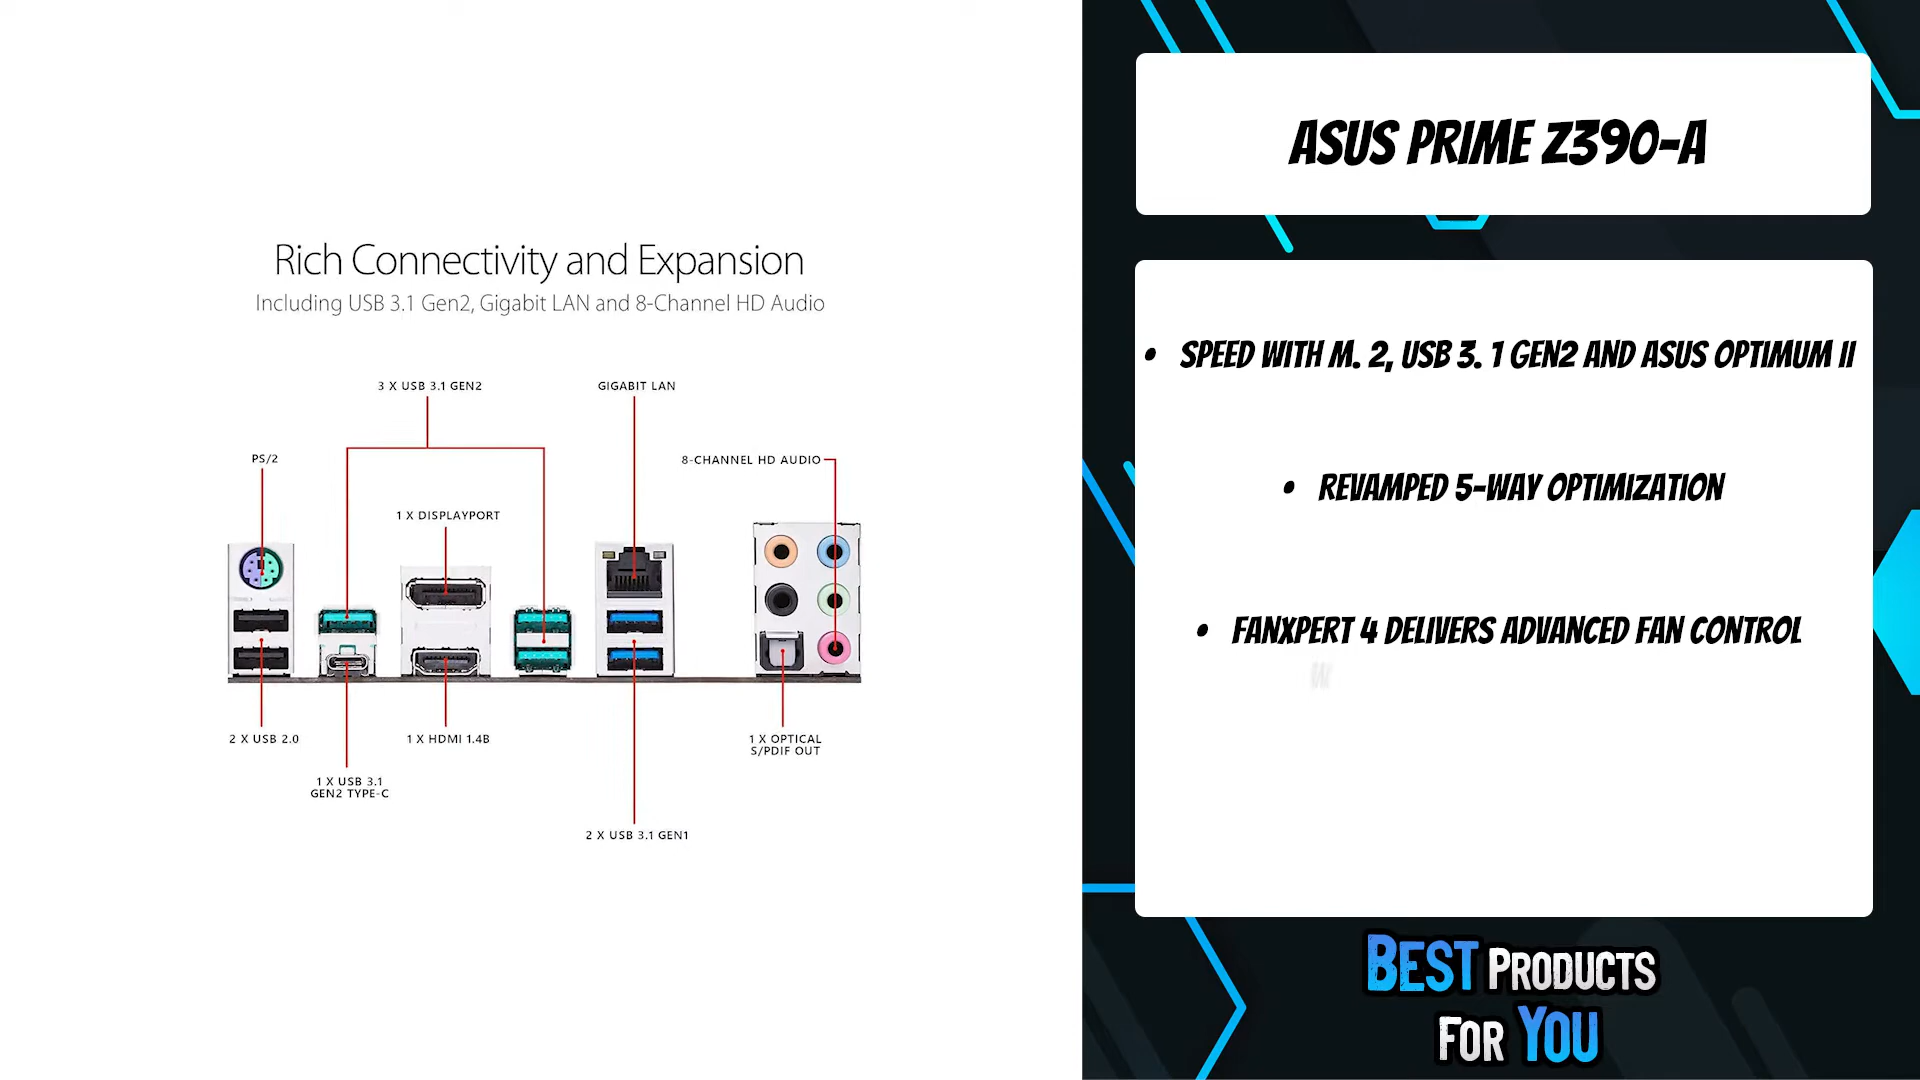 Rich Connectivity and Expansion
Including USB 3.1 Gen2, Gigabit LAN and 8-Channel HD Audio
3 X USB 3.1 GEN2
GIGABIT LAN
PS/2
8-CHANNEL HD AUDIO
1 X DISPLAYPORT
2 X USB 2.0
1 X HDMI 1.4B
1 X OPTICAL
S/PDIF OUT
1 X USB 3.1
GEN2 TYPE-C
2 X USB 3.1 GEN1
ASUS PRIME Z390-A
• SPEED WITH M. 2, USB 3. 1 GEN2 AND ASUS OPTIMUM II
• REVAMPED 5-WAY OPTIMIZATION
• FANXPERT 4 DELIVERS ADVANCED FAN CONTROL
BEST PRODUCTS
FOR YOU